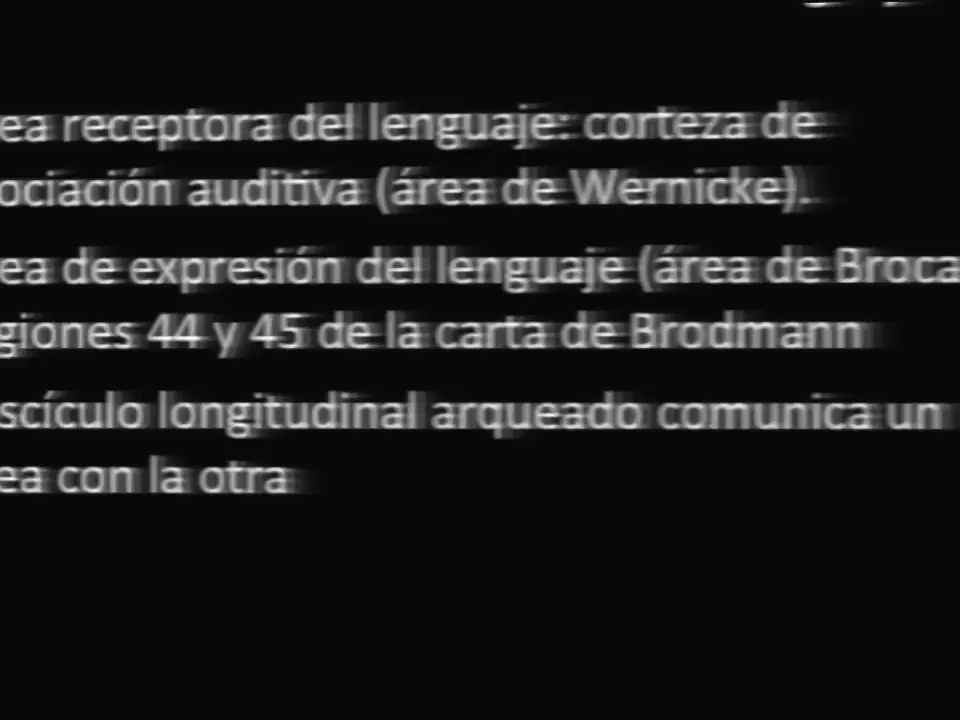 ea receptora del lenguaje: corteza de
ociación auditiva (área de Wernicke).
ea de expresión del lenguaje (área de Broca
giones 44 y 45 de la carta de Brodmann
scículo longitudinal arqueado comunica un
ea con la otra